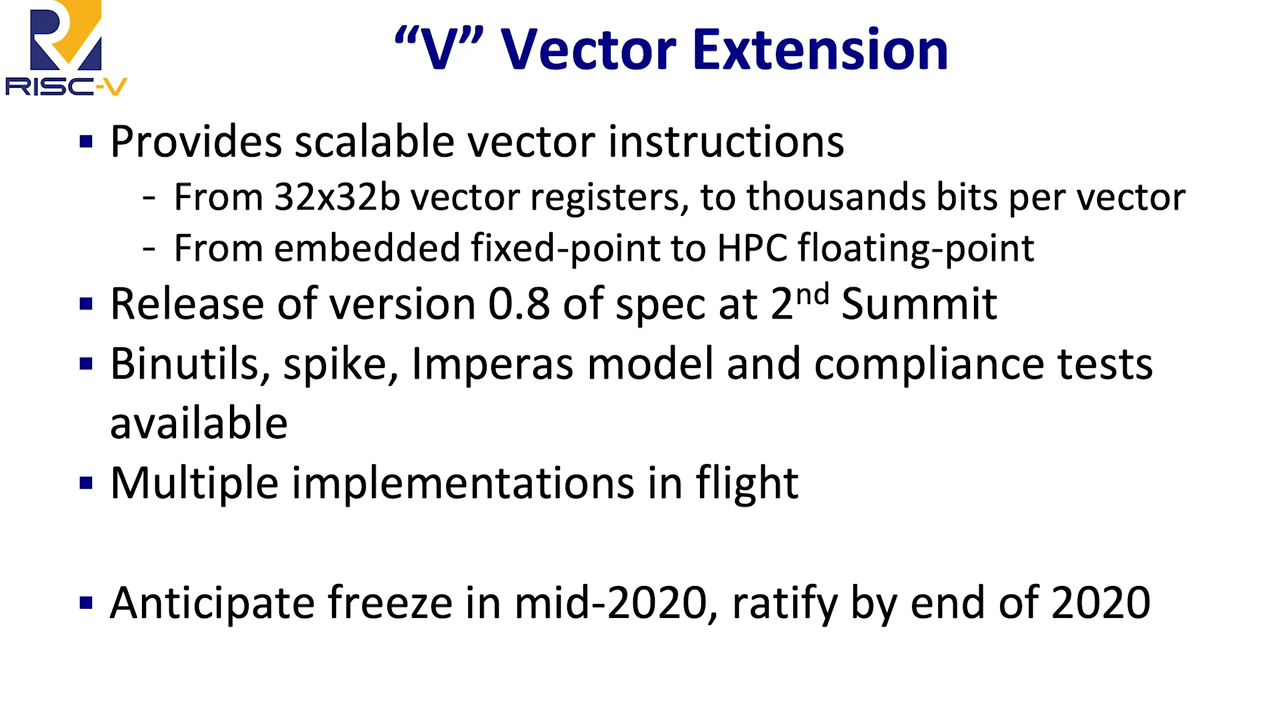 RISC-V
“V” Vector Extension
▪ Provides scalable vector instructions
- From 32x32b vector registers, to thousands bits per vector
- From embedded fixed-point to HPC floating-point
▪ Release of version 0.8 of spec at 2nd Summit
▪ Binutils, spike, Imperas model and compliance tests
available
▪ Multiple implementations in flight
▪ Anticipate freeze in mid-2020, ratify by end of 2020